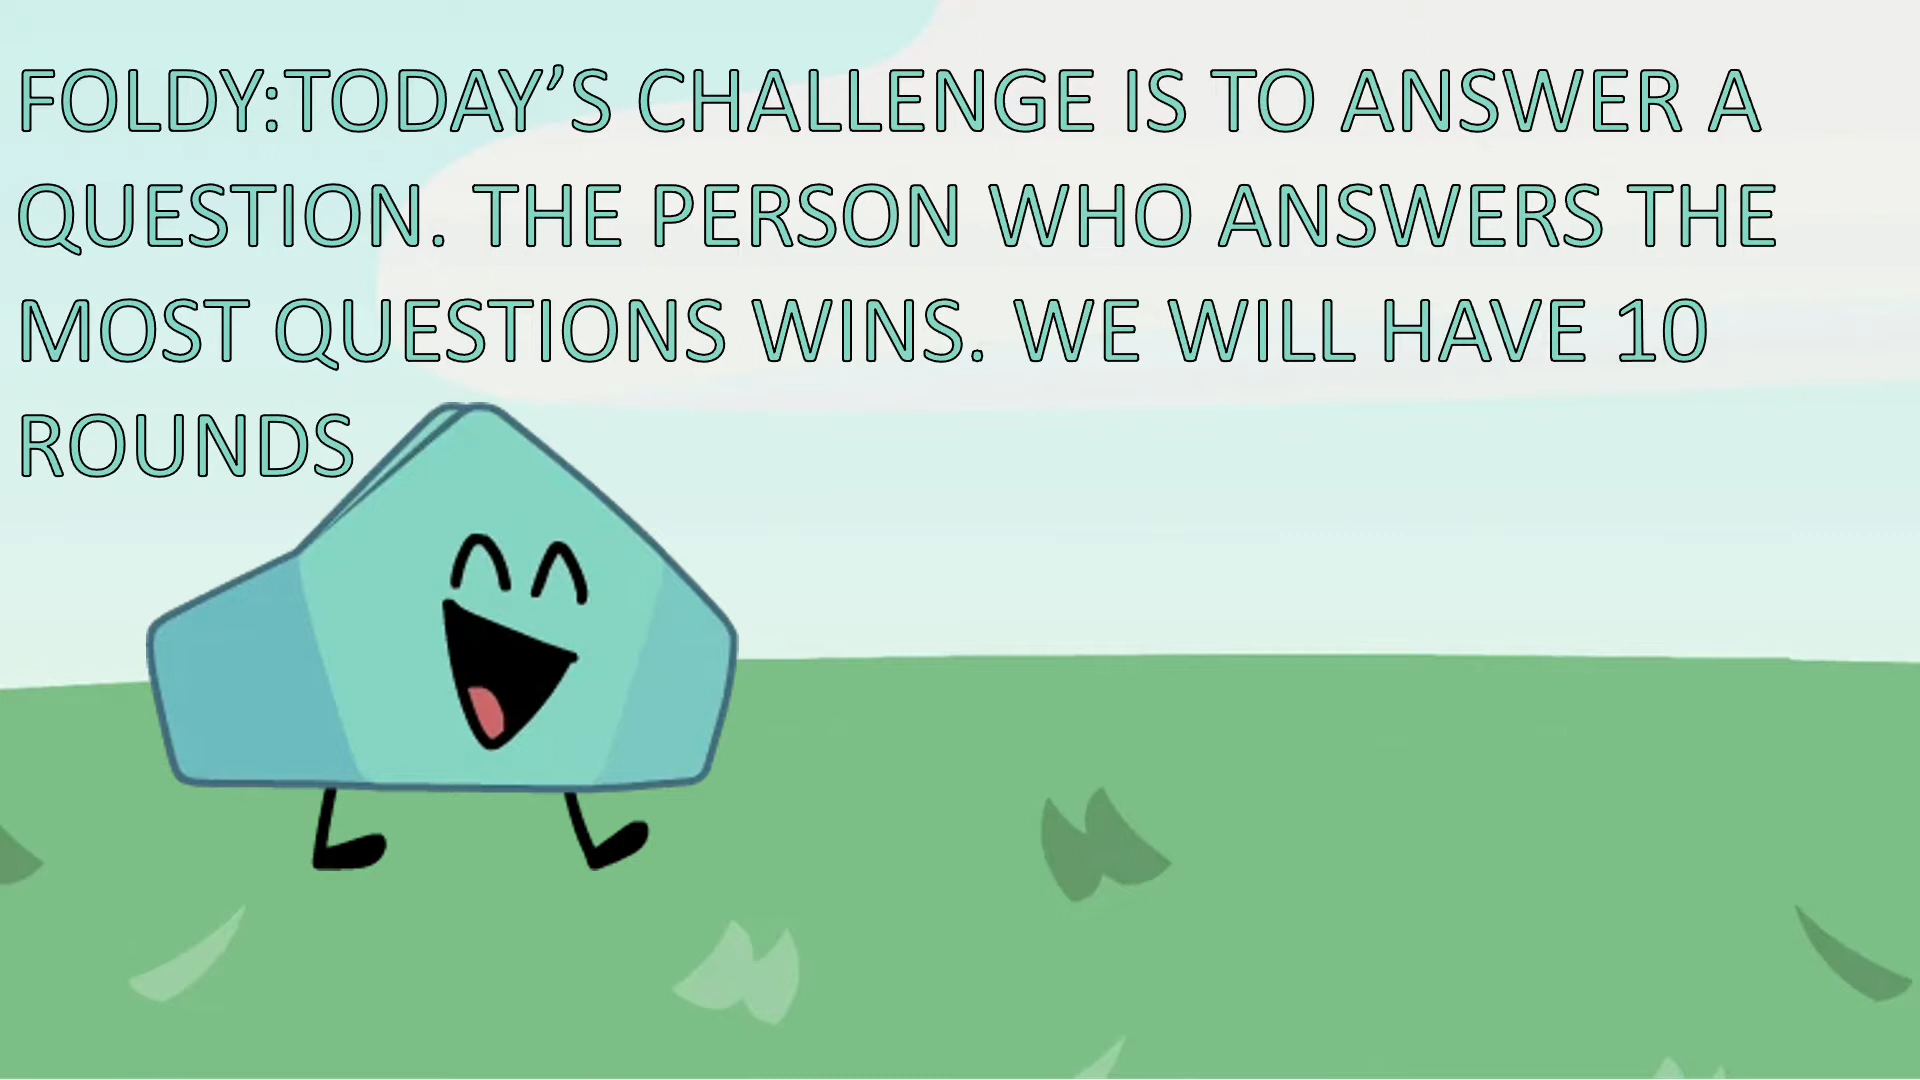 FOLDY:TODAY’S CHALLENGE IS TO ANSWER A
QUESTION. THE PERSON WHO ANSWERS THE
MOST QUESTIONS WINS. WE WILL HAVE 10
ROUNDS